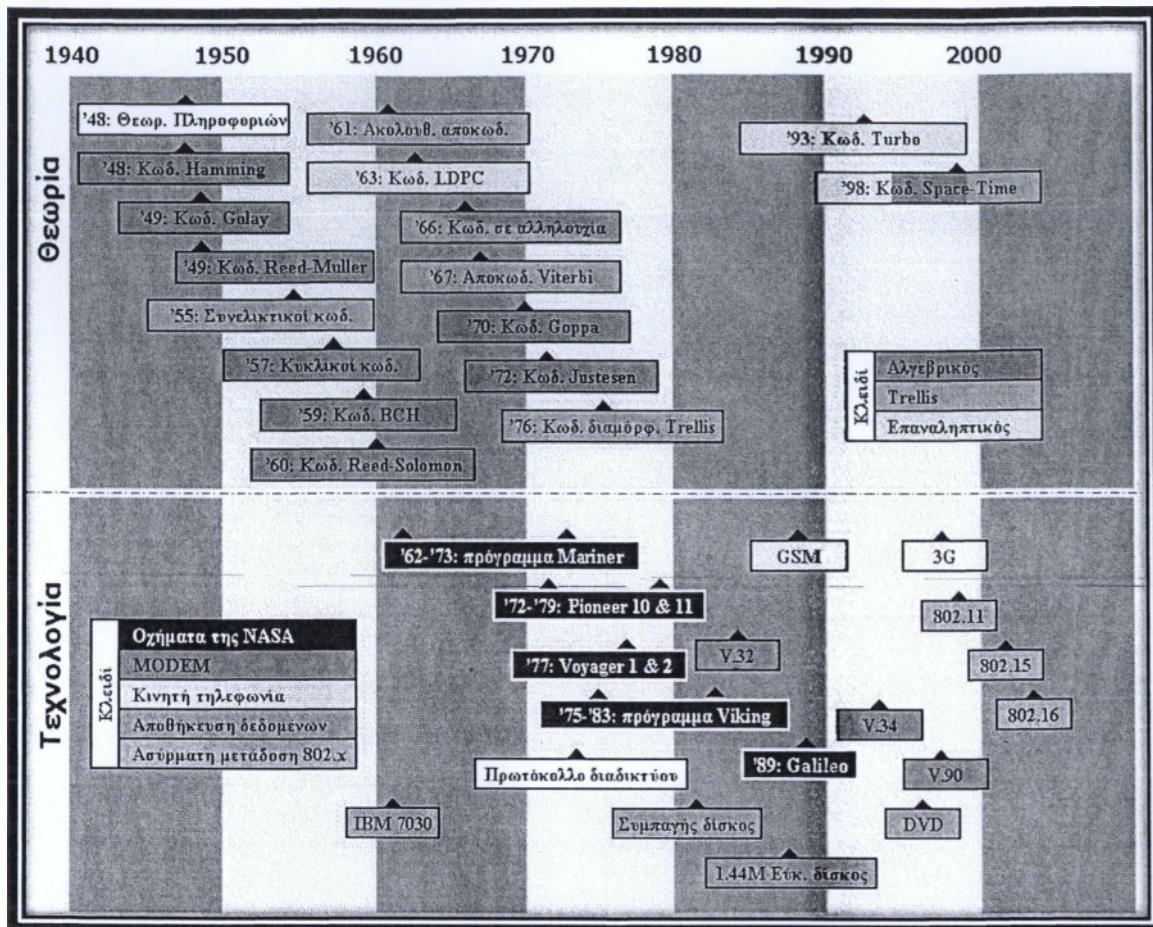 1940 1950 1960 1970 1980 1990 2000
Θεωρία
'48: Θεωρ. Πληροφοριών
'61: Ακολουθ. αποκωδ.
'93: Κωδ. Turbo
'48: Κωδ. Hamming
'63: Κωδ. LDPC
'98: Κωδ. Space-Time
'49: Κωδ. Golay
'66: Κωδ. σε αλληλουχία
'49: Κωδ. Reed-Muller
'67: Αποκωδ. Viterbi
'55: Συνελικτικοί κωδ.
'70: Κωδ. Goppa
'57: Κυκλικοί κωδ.
'72: Κωδ. Justesen
'59: Κωδ. BCH
'76: Κωδ. διαμόρφ. Trellis
'60: Κωδ. Reed-Solomon
Κλειδί
Αλγεβρικός
Trellis
Επαναληπτικός
Τεχνολογία
'62-'73: πρόγραμμα Mariner
GSM
3G
'72-'79: Pioneer 10 & 11
802.11
'77: Voyager 1 & 2
V.32
802.15
'75-'83: πρόγραμμα Viking
V.34
802.16
Πρωτόκολλο διαδικτύου
'89: Galileo
V.90
IBM 7030
Συμπαγής δίσκος
DVD
1.44M Εύκ. δίσκος
Κλειδί
Οχήματα της NASA
MODEM
Κινητή τηλεφωνία
Αποθήκευση δεδομενων
Ασύρματη μετάδοση 802.x